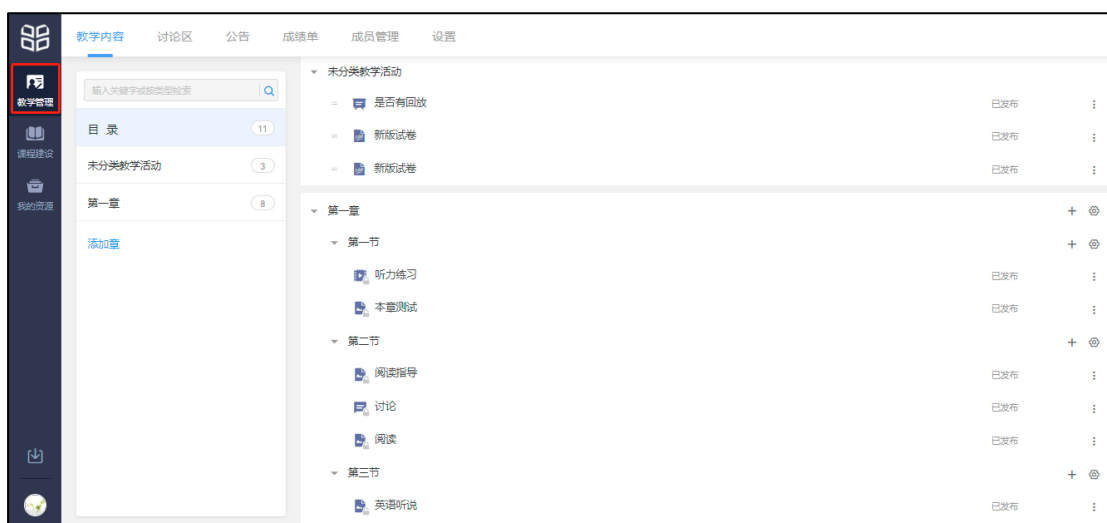 教学内容 讨论区 公告 成绩单 成员管理 设置
教学管理
课程建设
我的资源
输入关键字或按类型检索
目 录 11
未分类教学活动 3
第一章 8
添加章
未分类教学活动
是否有回放 已发布
新版试卷 已发布
新版试卷 已发布
第一章
第一节
听力练习 已发布
本章测试 已发布
第二节
阅读指导 已发布
讨论 已发布
阅读 已发布
第三节
英语听说 已发布